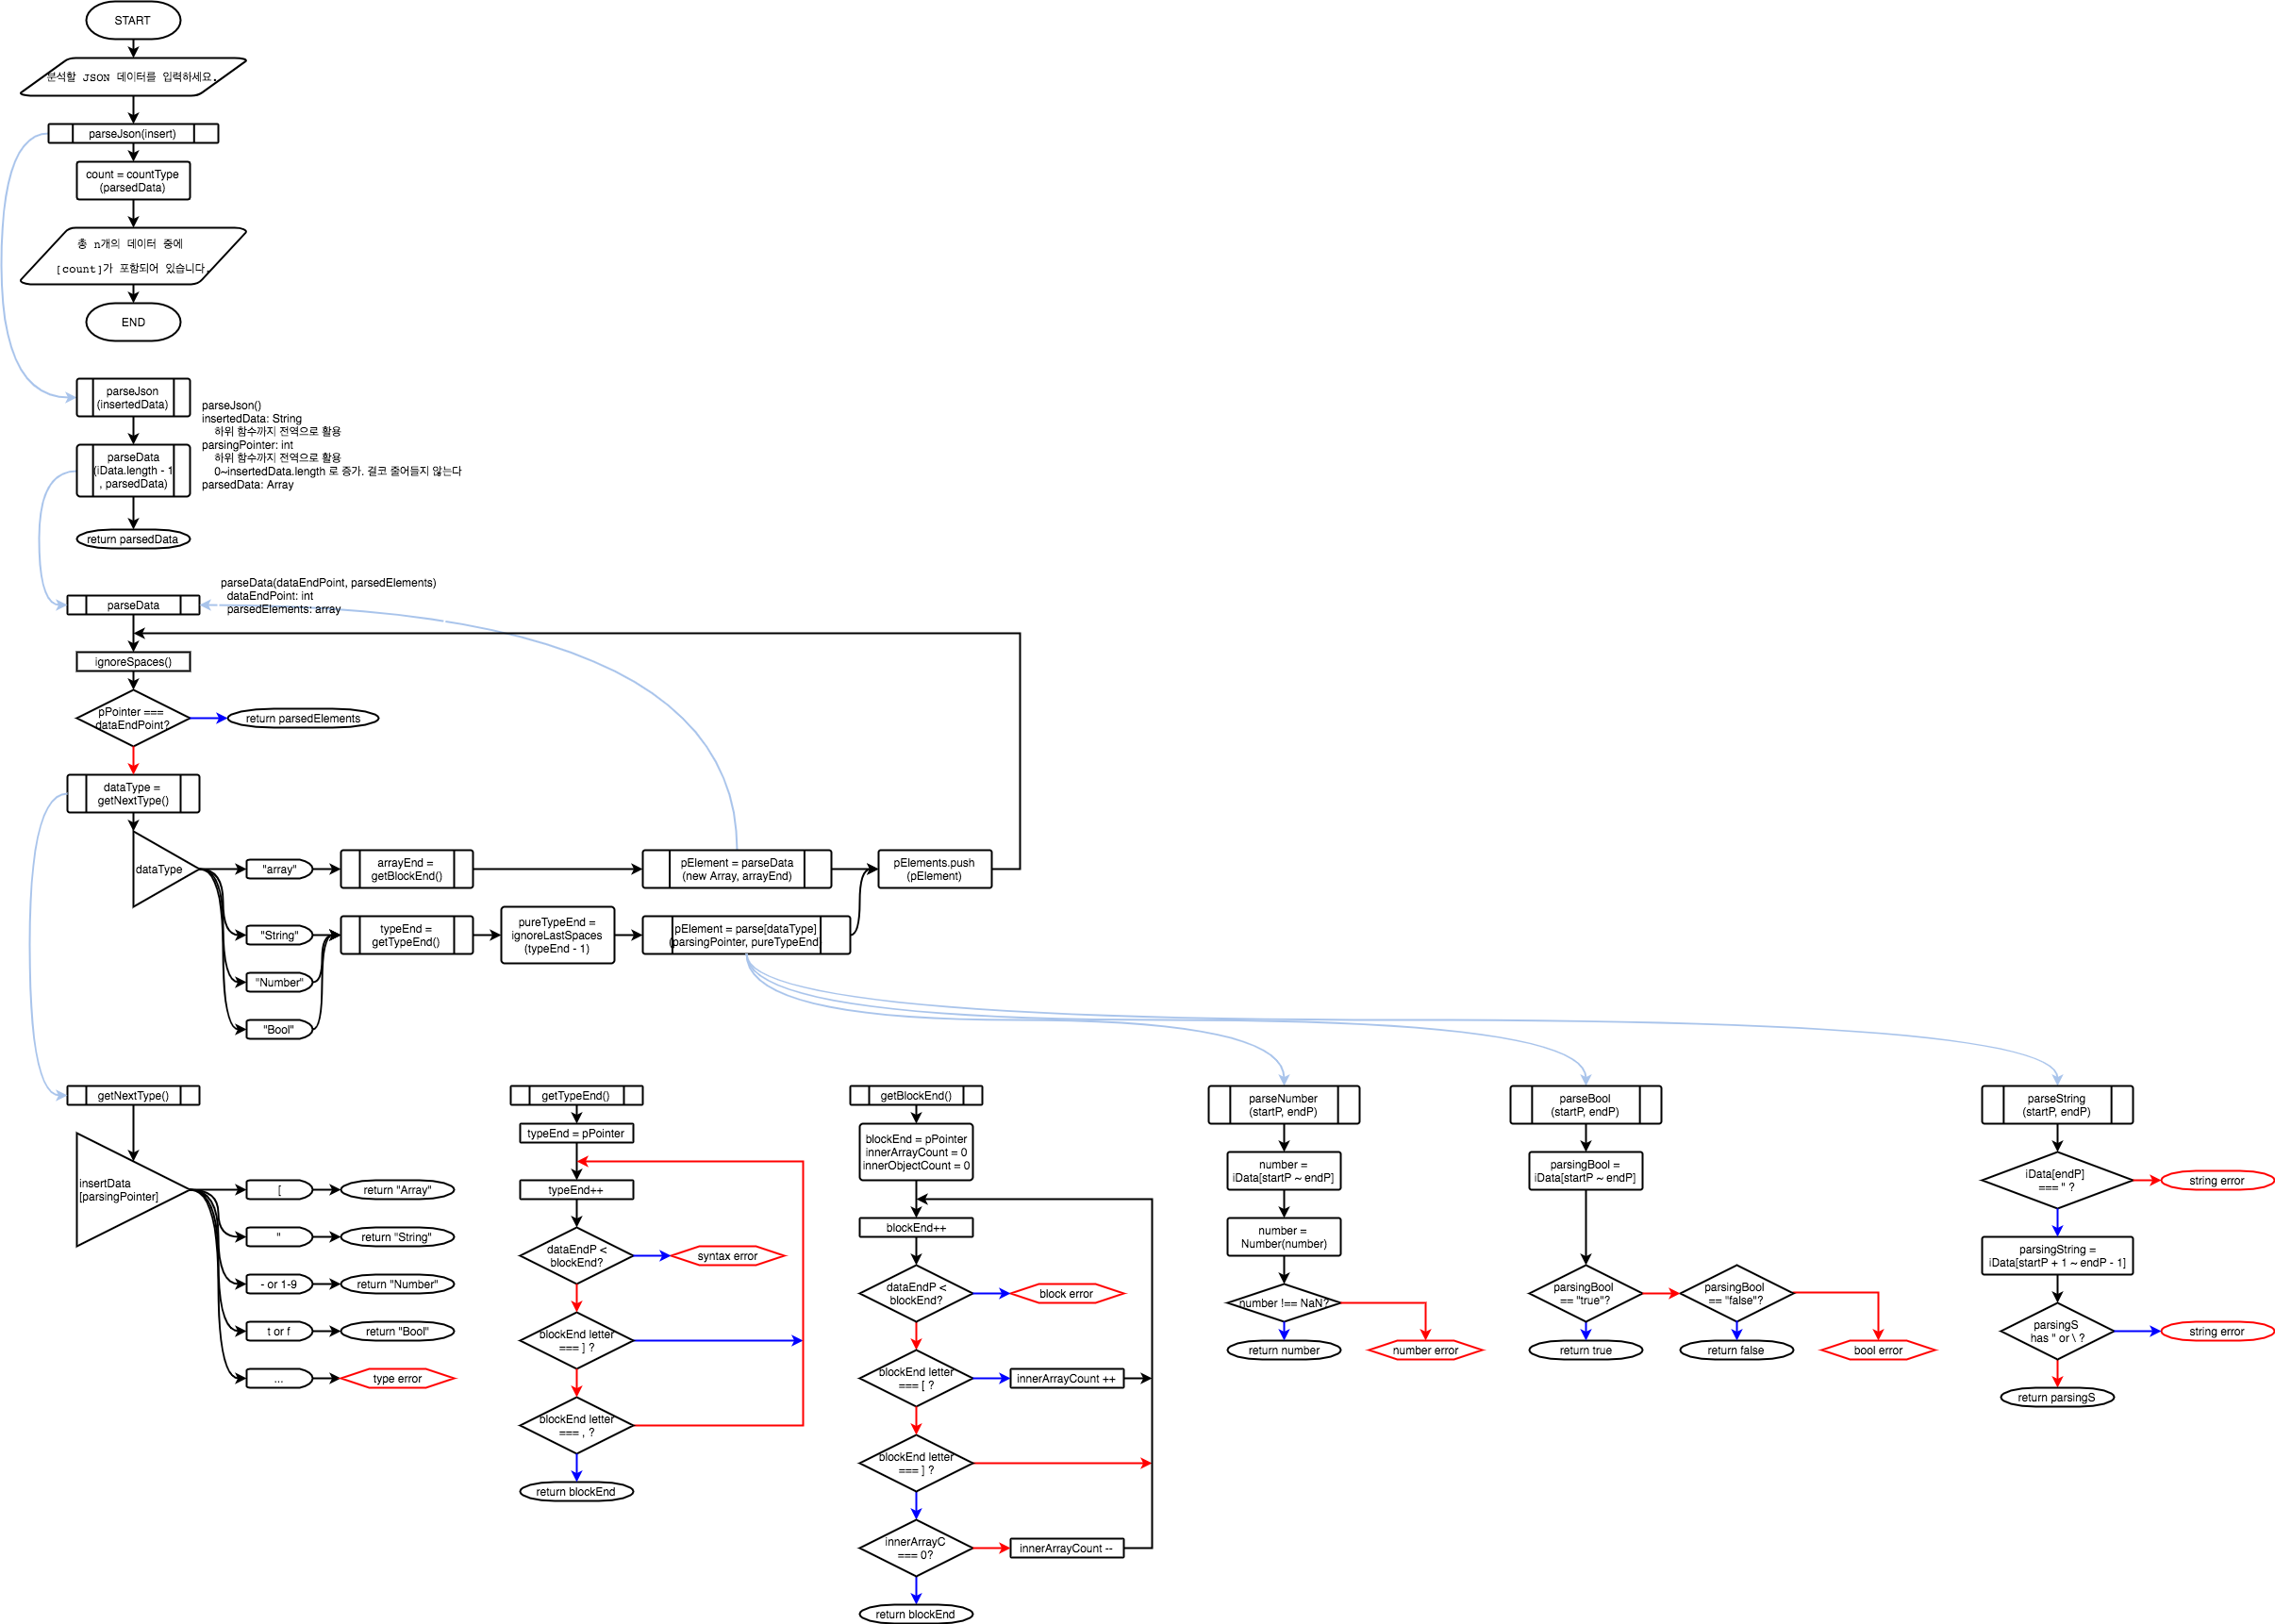 START
분석할 JSON 데이터를 입력하세요.
parseJson(insert)
count = countType
(parsedData)
총 n개의 데이터 중에
[count]가 포함되어 있습니다.
END
parseJson
(insertedData)
parseJson()
insertedData: String
하위 함수까지 전역으로 활용
parsingPointer: int
하위 함수까지 전역으로 활용
0~insertedData.length 로 증가. 결코 줄어들지 않는다
parsedData: Array
parseData
(iData.length - 1
, parsedData)
return parsedData
parseData(dataEndPoint, parsedElements)
dataEndPoint: int
parsedElements: array
parseData
ignoreSpaces()
pPointer ===
dataEndPoint?
return parsedElements
dataType =
getNextType()
dataType
"array"
arrayEnd =
getBlockEnd()
pElement = parseData
(new Array, arrayEnd)
pElements.push
(pElement)
"String"
typeEnd =
getTypeEnd()
pureTypeEnd =
ignoreLastSpaces
(typeEnd - 1)
pElement = parse[dataType]
(parsingPointer, pureTypeEnd
"Number"
"Bool"
getNextType()
insertData
[parsingPointer]
[
return "Array"
"
return "String"
- or 1-9
return "Number"
t or f
return "Bool"
...
type error
getTypeEnd()
typeEnd = pPointer
typeEnd++
dataEndP <
blockEnd?
syntax error
blockEnd letter
=== ] ?
blockEnd letter
=== , ?
return blockEnd
getBlockEnd()
blockEnd = pPointer
innerArrayCount = 0
innerObjectCount = 0
blockEnd++
dataEndP <
blockEnd?
block error
blockEnd letter
=== [ ?
innerArrayCount ++
blockEnd letter
=== ] ?
innerArrayC
=== 0?
innerArrayCount --
return blockEnd
parseNumber
(startP, endP)
number =
iData[startP ~ endP]
number =
Number(number)
number !== NaN?
return number
number error
parseBool
(startP, endP)
parsingBool =
iData[startP ~ endP]
parsingBool
== "true"?
parsingBool
== "false"?
return true
return false
bool error
parseString
(startP, endP)
iData[endP]
=== " ?
string error
parsingString =
iData[startP + 1 ~ endP - 1]
parsingS
has " or \ ?
string error
return parsingS